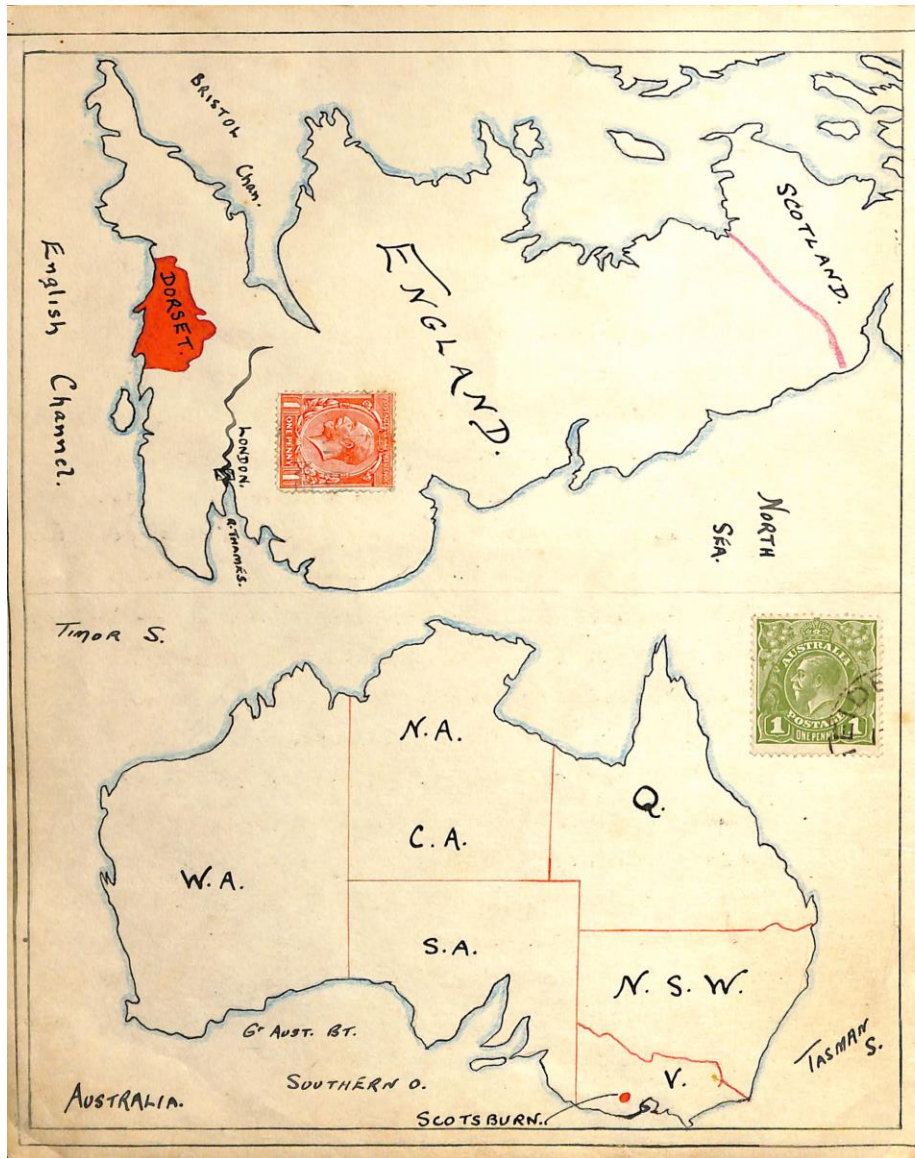 BRISTOL
Chan.
SCOTLAND.
ENGLAND.
DORSET.
English Channel.
LONDON.
R. THAMES.
NORTH
SEA.
ONE PENNY
TIMOR S.
AUSTRALIA
1 POSTAGE 1
ONE PENNY
N.A.
Q.
C.A.
W.A.
S.A.
N.S.W.
Gt AUST. BT.
TASMAN
S.
SOUTHERN O.
V.
AUSTRALIA.
SCOTSBURN.